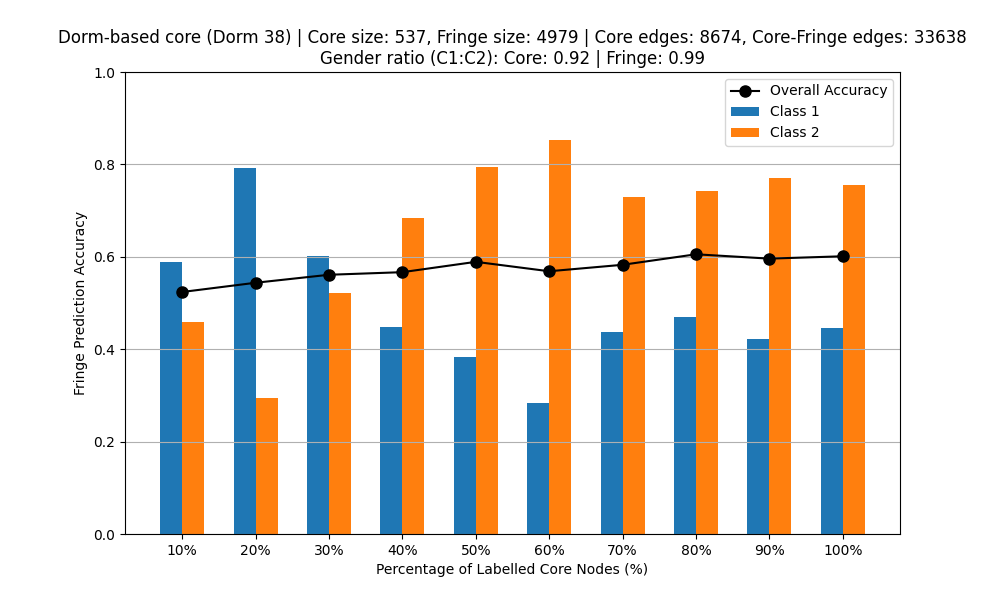 Dorm-based core (Dorm 38) | Core size: 537, Fringe size: 4979 | Core edges: 8674, Core-Fringe edges: 33638
Gender ratio (C1:C2): Core: 0.92 | Fringe: 0.99
Overall Accuracy
Class 1
Class 2
Fringe Prediction Accuracy
1.0
0.8
0.6
0.4
0.2
0.0
10% 20% 30% 40% 50% 60% 70% 80% 90% 100%
Percentage of Labelled Core Nodes (%)